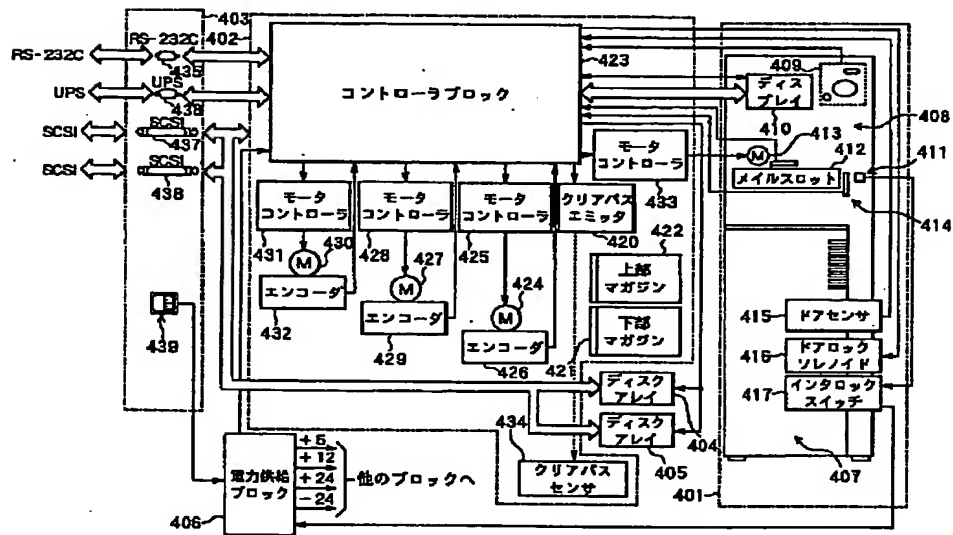 403
402
RS-232C
RS-232C
435
UPS
UPS
436
SCSI
SCSI
437
SCSI
SCSI
438
439
コントローラブロック
423
409
ディス
プレイ
410
408
413
M
412
メイルスロット
411
414
モータ
コントローラ
433
モータ
コントローラ
431
430
M
エンコーダ
432
モータ
コントローラ
428
427
M
エンコーダ
429
モータ
コントローラ
425
424
M
エンコーダ
426
クリアパス
エミッタ
420
422
上部
マガジン
下部
マガジン
421
ディスク
アレイ
404
ディスク
アレイ
405
434
クリアパス
センサ
415
ドアセンサ
416
ドアロック
ソレノイド
417
インタロック
スイッチ
407
401
電力供給
ブロック
406
+5
+12
+24
-24
他のブロックへ